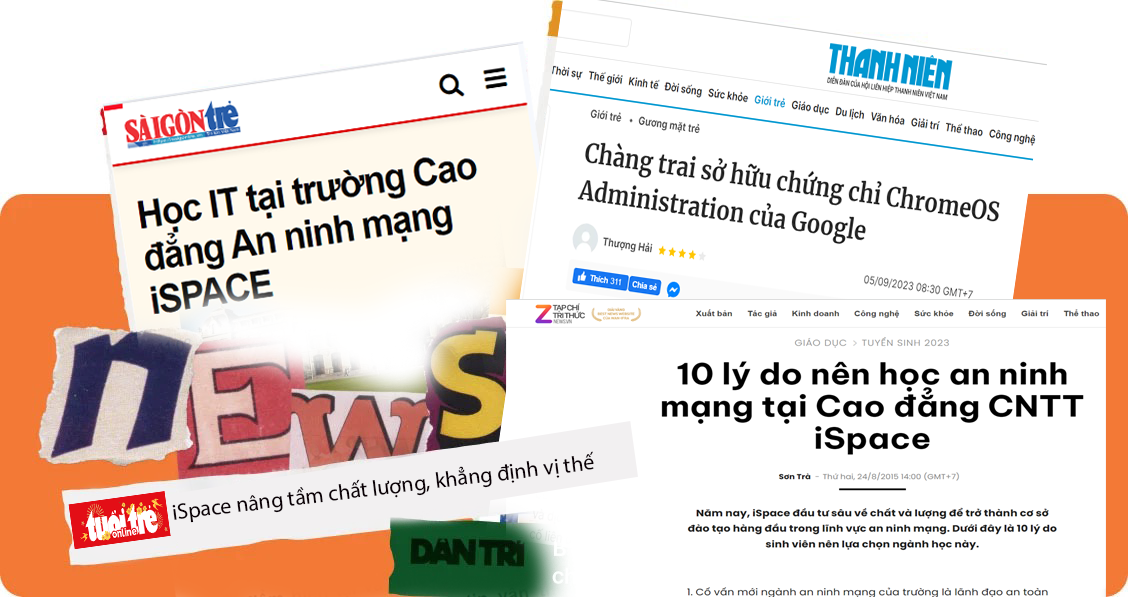 SÀIGÒN trẻ
Học IT tại trường Cao
đẳng An ninh mạng
iSPACE
THANH NIÊN
DIỄN ĐÀN CỦA HỘI LIÊN HIỆP THANH NIÊN VIỆT NAM
Thời sự Thế giới Kinh tế Đời sống Sức khỏe Giới trẻ Giáo dục Du lịch Văn hóa Giải trí Thể thao Công nghệ
Giới trẻ • Gương mặt trẻ
Chàng trai sở hữu chứng chỉ ChromeOS
Administration của Google
Thượng Hải
Thích 311 Chia sẻ
05/09/2023 08:30 GMT+7
Z TẠP CHÍ
TRI THỨC
NEWS.VN
Xuất bản Tác giả Kinh doanh Công nghệ Sức khỏe Đời sống Giải trí Thể thao
GIÁO DỤC > TUYỂN SINH 2023
10 lý do nên học an ninh
mạng tại Cao đẳng CNTT
iSpace
Sơn Trà - Thứ hai, 24/8/2015 14:00 (GMT+7)
Năm nay, iSpace đầu tư sâu về chất và lượng để trở thành cơ sở
đào tạo hàng đầu trong lĩnh vực an ninh mạng. Dưới đây là 10 lý do
sinh viên nên lựa chọn ngành học này.
1. Cố vấn mới ngành an ninh mạng của trường là lãnh đạo an toàn
nEwS
tuổi trẻ
online
iSpace nâng tầm chất lượng, khẳng định vị thế
DÂN TRÍ